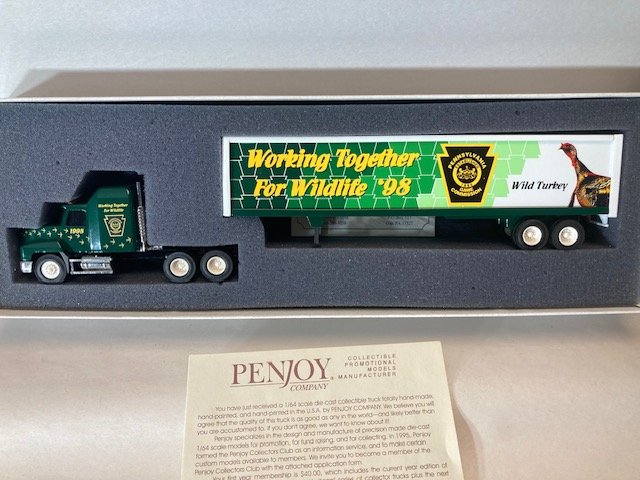 Working Together
For Wildlife '98
PENNSYLVANIA
GAME
COMMISSION
Wild Turkey
Working Together
For Wildlife
1998
PENJOY®
COMPANY
COLLECTIBLE
PROMOTIONAL
MODELS
MANUFACTURER
You have just received a 1/64 scale die-cast collectible truck totally hand-made,
hand-painted, and hand-printed in the U.S.A. by PENJOY COMPANY. We believe you will
agree that the quality of this truck is as good as any in the world—and likely better than
you are accustomed to. If you don't agree, we want to know about it!
Penjoy specializes in the design and manufacture of precision made die-cast
1/64 scale models for promotion, for fund raising, and for collecting. In 1995, Penjoy
formed the Penjoy Collectors Club as an information service, and to make certain
custom models available to members. We invite you to become a member of the
Penjoy Collectors Club with the attached application form.
Your first year membership is $40.00, which includes the current year edition of
series of collector trucks plus the next